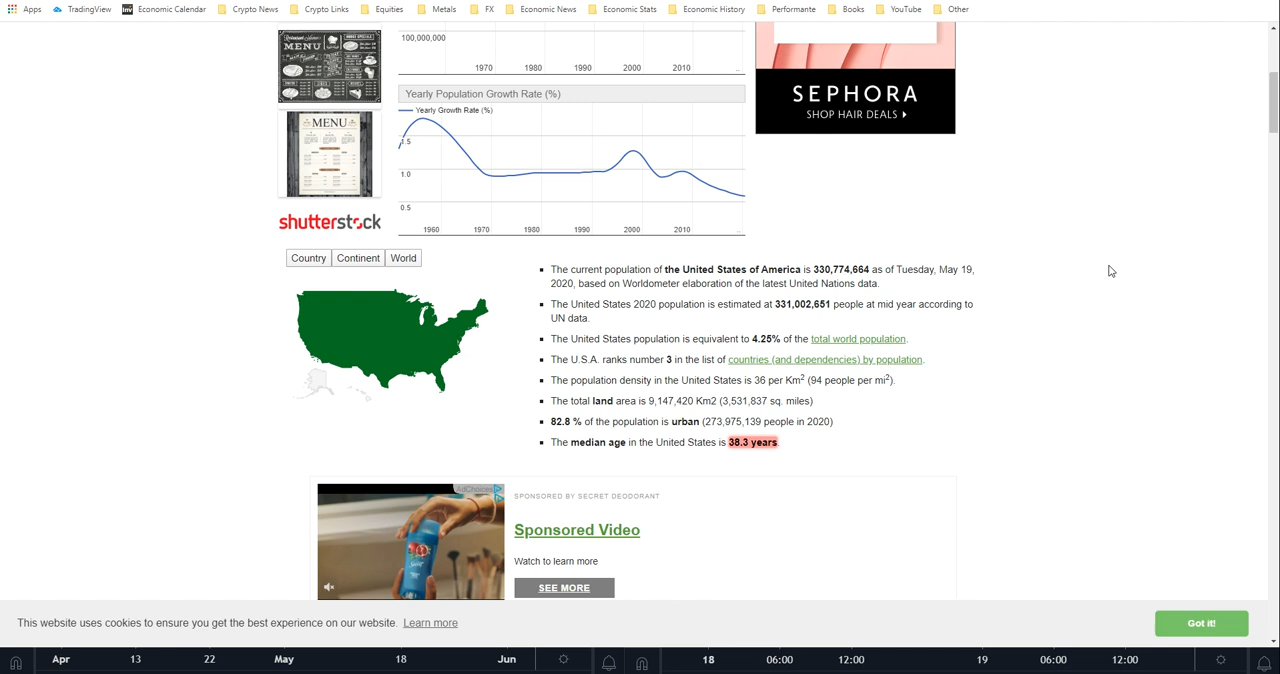 Apps TradingView Economic Calendar Crypto News Crypto Links Equities Metals FX Economic News Economic Stats Economic History Performante Books YouTube Other
MENU
MENU
shutterstock
100,000,000
1970 1980 1990 2000 2010
Yearly Population Growth Rate (%)
Yearly Growth Rate (%)
1.5
1.0
0.5
1960 1970 1980 1990 2000 2010
SEPHORA
SHOP HAIR DEALS
Country Continent World
The current population of the United States of America is 330,774,664 as of Tuesday, May 19,
2020, based on Worldometer elaboration of the latest United Nations data.
The United States 2020 population is estimated at 331,002,651 people at mid year according to
UN data.
The United States population is equivalent to 4.25% of the total world population.
The U.S.A. ranks number 3 in the list of countries (and dependencies) by population.
The population density in the United States is 36 per Km2 (94 people per mi2).
The total land area is 9,147,420 Km2 (3,531,837 sq. miles)
82.8 % of the population is urban (273,975,139 people in 2020)
The median age in the United States is 38.3 years.
AdChoices
Secret
SPONSORED BY SECRET DEODORANT
Sponsored Video
Watch to learn more
SEE MORE
This website uses cookies to ensure you get the best experience on our website. Learn more
Got it!
Apr 13 22 May 18 Jun 18 06:00 12:00 19 06:00 12:00